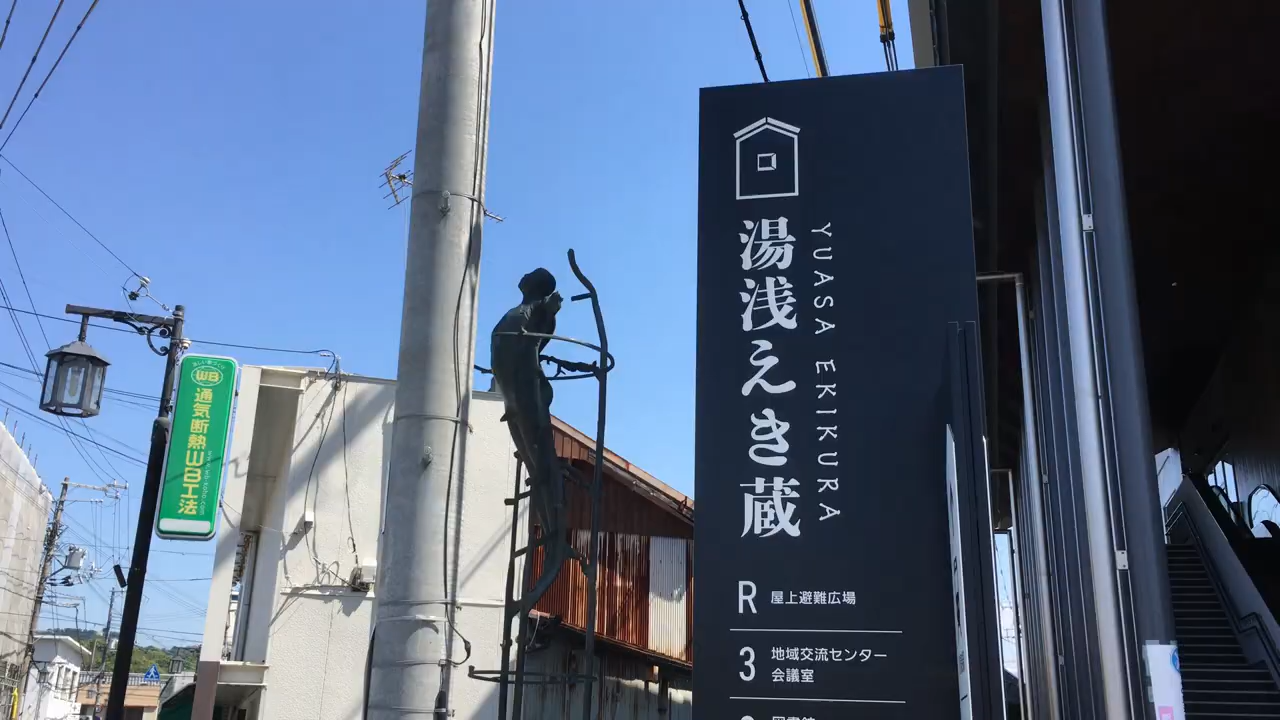 WB
通気断熱WB工法
湯浅えき蔵
YUASA EKIKURA
R 屋上避難広場
3 地域交流センター
会議室